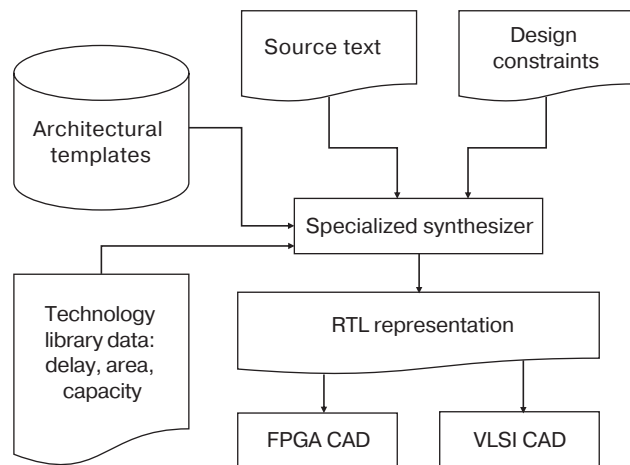 Source text
Design
constraints
Architectural
templates
Specialized synthesizer
Technology
library data:
delay, area,
capacity
RTL representation
FPGA CAD
VLSI CAD